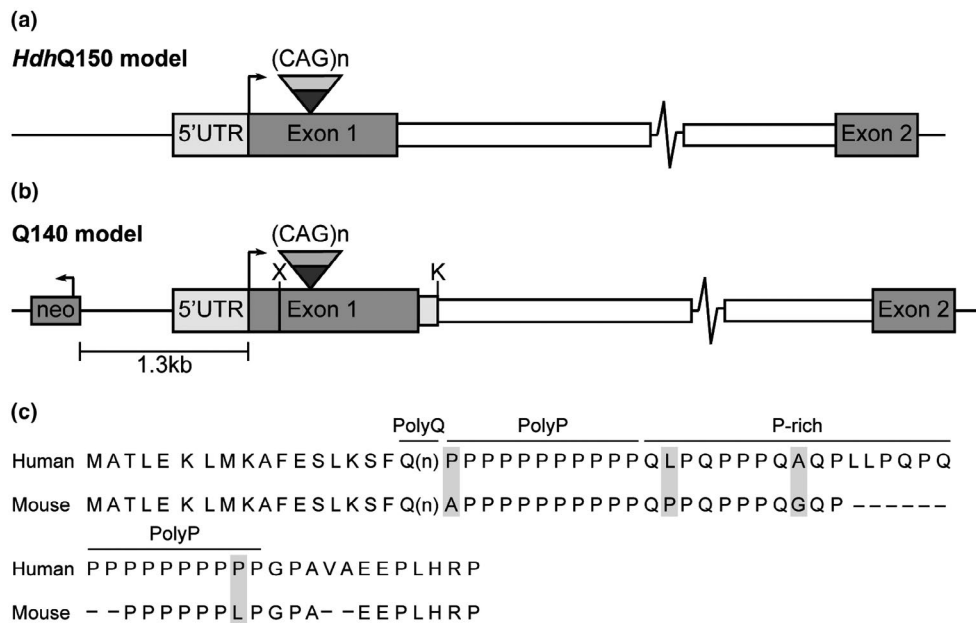 (a)
HdhQ150 model
(CAG)n
5'UTR
Exon 1
Exon 2
(b)
Q140 model
(CAG)n
X
K
neo
5'UTR
Exon 1
Exon 2
1.3kb
(c)
PolyQ PolyP P-rich
Human M A T L E K L M K A F E S L K S F Q(n) P P P P P P P P P P P Q L P Q P P P Q A Q P L L P Q P Q
Mouse M A T L E K L M K A F E S L K S F Q(n) A P P P P P P P P P P Q P P Q P P P Q G Q P – – – – – –
PolyP
Human P P P P P P P P P P G P A V A E E P L H R P
Mouse – – P P P P P P L P G P A – – E E P L H R P